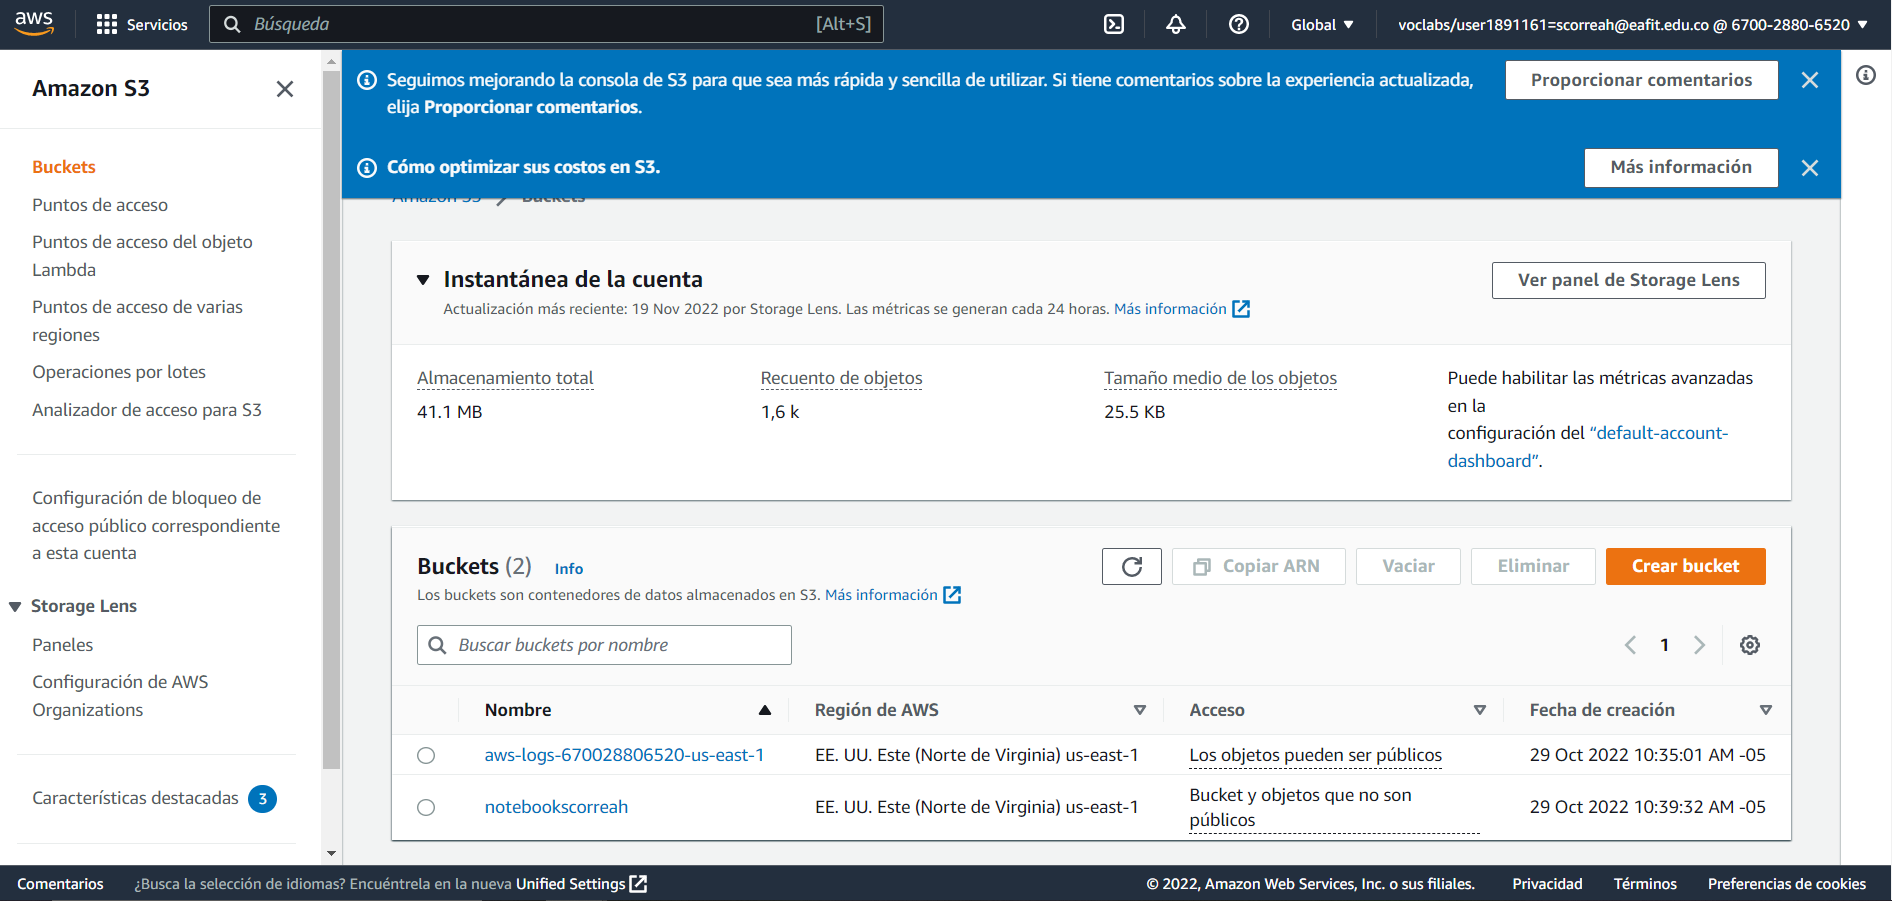 aws
Servicios
Búsqueda
[Alt+S]
Global
voclabs/user1891161=scorreah@eafit.edu.co @ 6700-2880-6520
Amazon S3
Buckets
Puntos de acceso
Puntos de acceso del objeto
Lambda
Puntos de acceso de varias
regiones
Operaciones por lotes
Analizador de acceso para S3
Configuración de bloqueo de
acceso público correspondiente
a esta cuenta
Storage Lens
Paneles
Configuración de AWS
Organizations
Características destacadas 3
Seguimos mejorando la consola de S3 para que sea más rápida y sencilla de utilizar. Si tiene comentarios sobre la experiencia actualizada,
elija Proporcionar comentarios.
Proporcionar comentarios
Cómo optimizar sus costos en S3.
Más información
Amazon S3 Buckets
Instantánea de la cuenta
Actualización más reciente: 19 Nov 2022 por Storage Lens. Las métricas se generan cada 24 horas. Más información
Ver panel de Storage Lens
Almacenamiento total
41.1 MB
Recuento de objetos
1,6 k
Tamaño medio de los objetos
25.5 KB
Puede habilitar las métricas avanzadas
en la
configuración del “default-account-
dashboard”.
Buckets (2) Info
Los buckets son contenedores de datos almacenados en S3. Más información
Copiar ARN
Vaciar
Eliminar
Crear bucket
Buscar buckets por nombre
1
Nombre Región de AWS Acceso Fecha de creación
aws-logs-670028806520-us-east-1 EE. UU. Este (Norte de Virginia) us-east-1 Los objetos pueden ser públicos 29 Oct 2022 10:35:01 AM -05
notebookscorreah EE. UU. Este (Norte de Virginia) us-east-1 Bucket y objetos que no son
públicos 29 Oct 2022 10:39:32 AM -05
Comentarios
¿Busca la selección de idiomas? Encuéntrela en la nueva Unified Settings
© 2022, Amazon Web Services, Inc. o sus filiales.
Privacidad
Términos
Preferencias de cookies